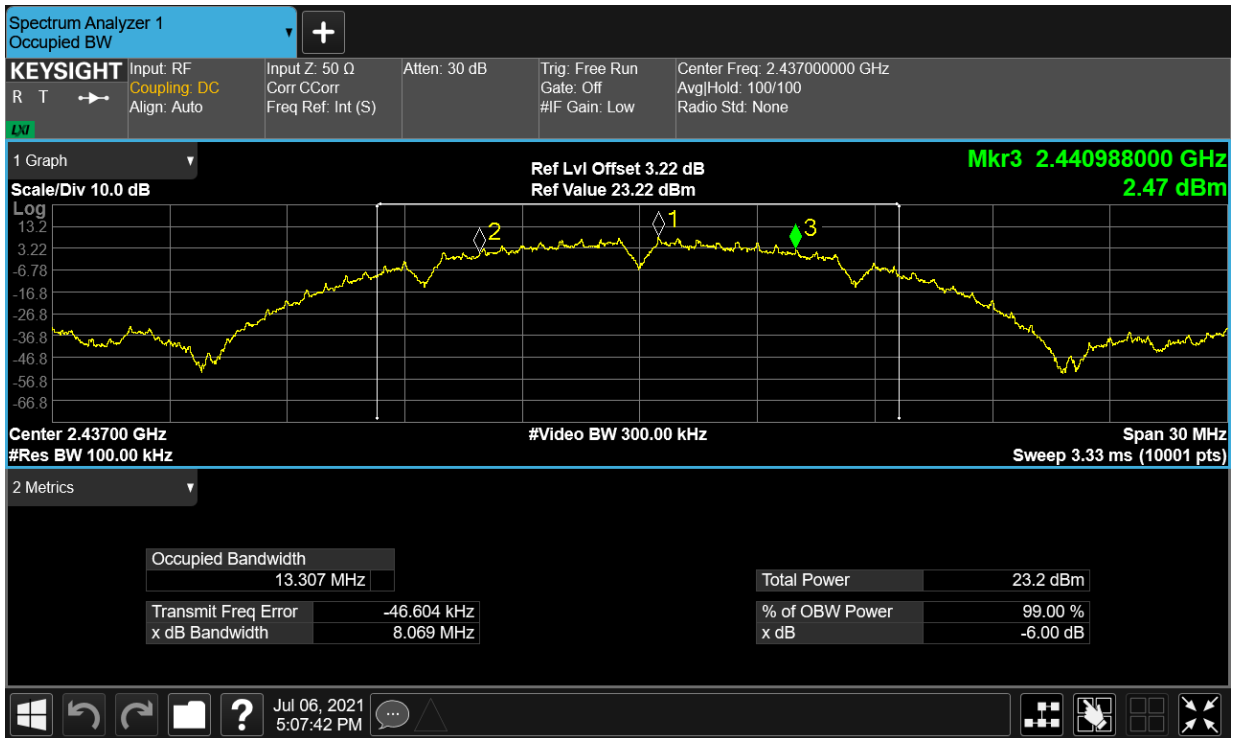 Spectrum Analyzer 1
Occupied BW
+
KEYSIGHT
R T
LXI
Input: RF
Coupling: DC
Align: Auto
Input Z: 50 Ω
Corr CCorr
Freq Ref: Int (S)
Atten: 30 dB
Trig: Free Run
Gate: Off
#IF Gain: Low
Center Freq: 2.437000000 GHz
Avg|Hold: 100/100
Radio Std: None
1 Graph
Ref Lvl Offset 3.22 dB
Mkr3 2.440988000 GHz
Scale/Div 10.0 dB
Ref Value 23.22 dBm
2.47 dBm
Log
13.2
3.22
-6.78
-16.8
-26.8
-36.8
-46.8
-56.8
-66.8
2
1
3
Center 2.43700 GHz
#Video BW 300.00 kHz
Span 30 MHz
#Res BW 100.00 kHz
Sweep 3.33 ms (10001 pts)
2 Metrics
Occupied Bandwidth
13.307 MHz
Total Power 23.2 dBm
Transmit Freq Error -46.604 kHz
% of OBW Power 99.00 %
x dB Bandwidth 8.069 MHz
x dB -6.00 dB
?
Jul 06, 2021
5:07:42 PM